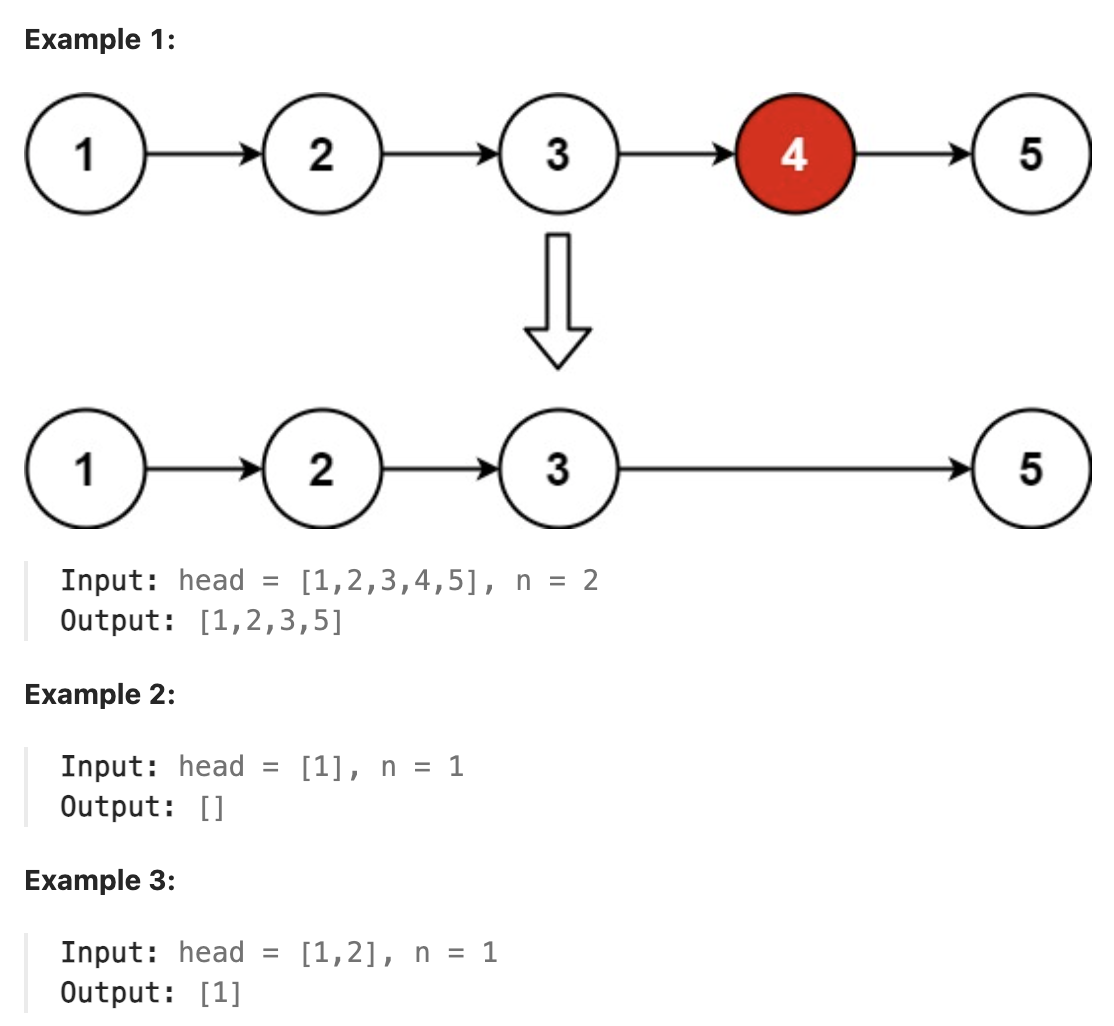 Example 1:
1 2 3 4 5
1 2 3 5
Input: head = [1,2,3,4,5], n = 2
Output: [1,2,3,5]
Example 2:
Input: head = [1], n = 1
Output: []
Example 3:
Input: head = [1,2], n = 1
Output: [1]